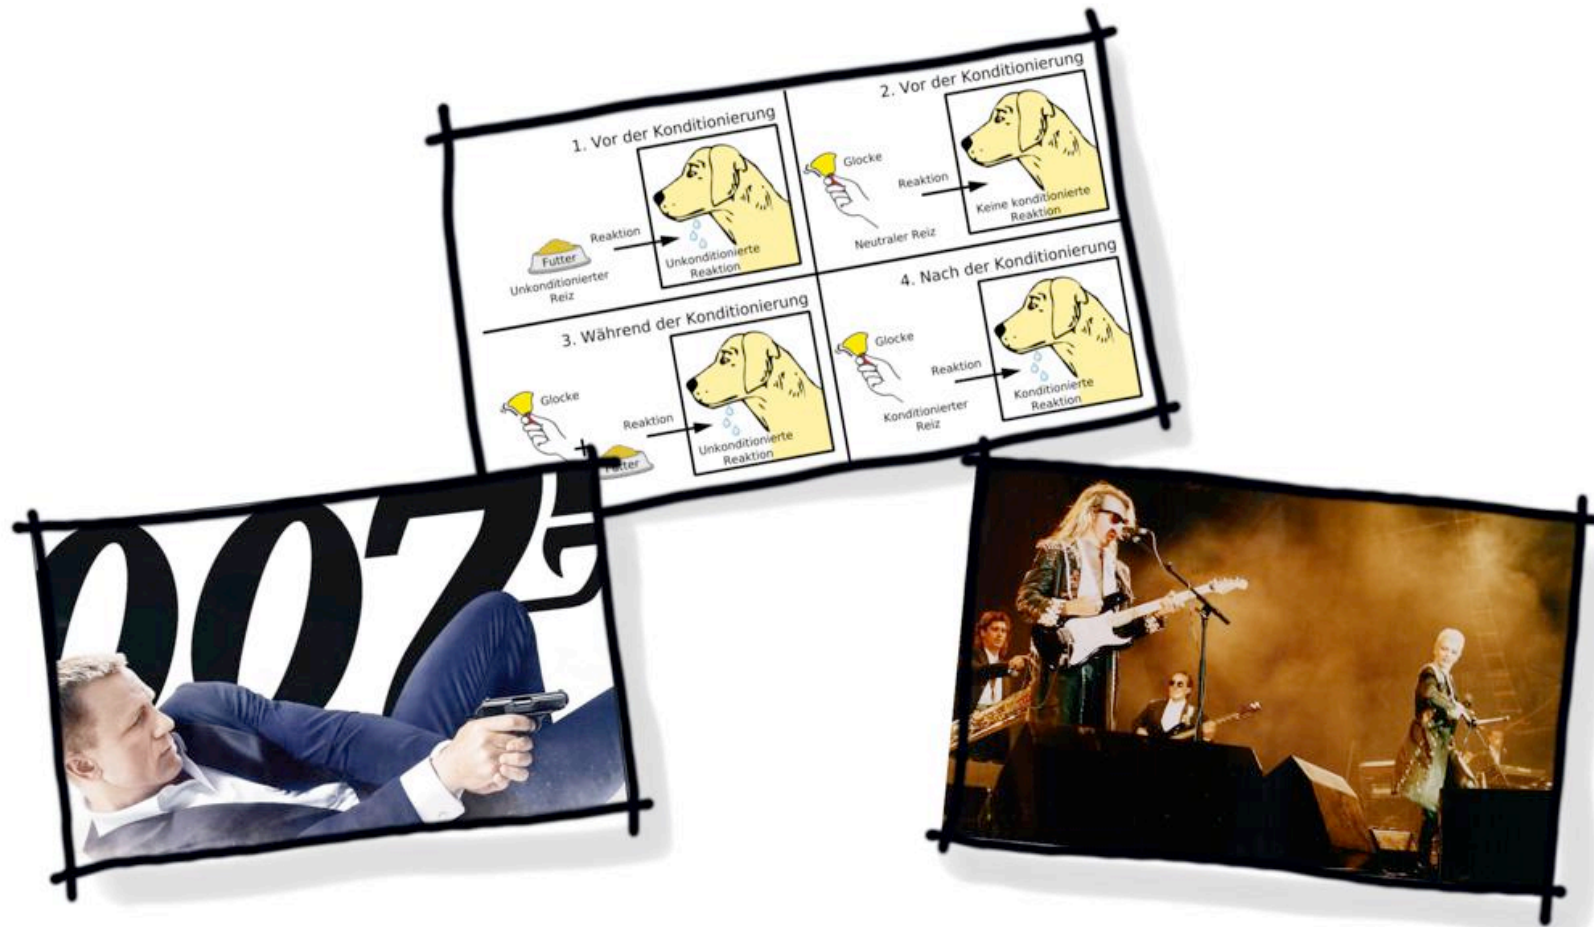 1. Vor der Konditionierung
Futter
Unkonditionierter
Reiz
Reaktion
Unkonditionierte
Reaktion
2. Vor der Konditionierung
Glocke
Neutraler Reiz
Reaktion
Keine konditionierte
Reaktion
3. Während der Konditionierung
Glocke
+
Futter
Reaktion
Unkonditionierte
Reaktion
4. Nach der Konditionierung
Glocke
Konditionierter
Reiz
Reaktion
Konditionierte
Reaktion
007